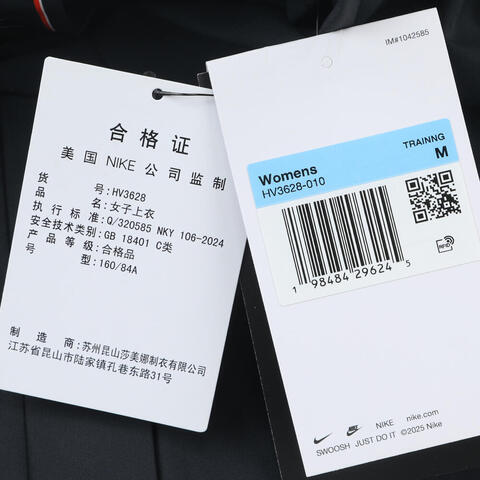 合格证
美国 NIKE 公司监制
货 号: HV3628
品 名: 女子上衣
执行标准: Q/320585 NKY 106-2024
安全技术类别: GB 18401 C类
产品等级: 合格品
号 型: 160/84A
制造商: 苏州昆山莎美娜制衣有限公司
江苏省昆山市陆家镇孔巷东路31号
IM#1042585
TRAINNG
Womens M
HV3628-010
1 98484 29624 5
RFID
NIKE nike.com
SWOOSH JUST DO IT ©2025 Nike